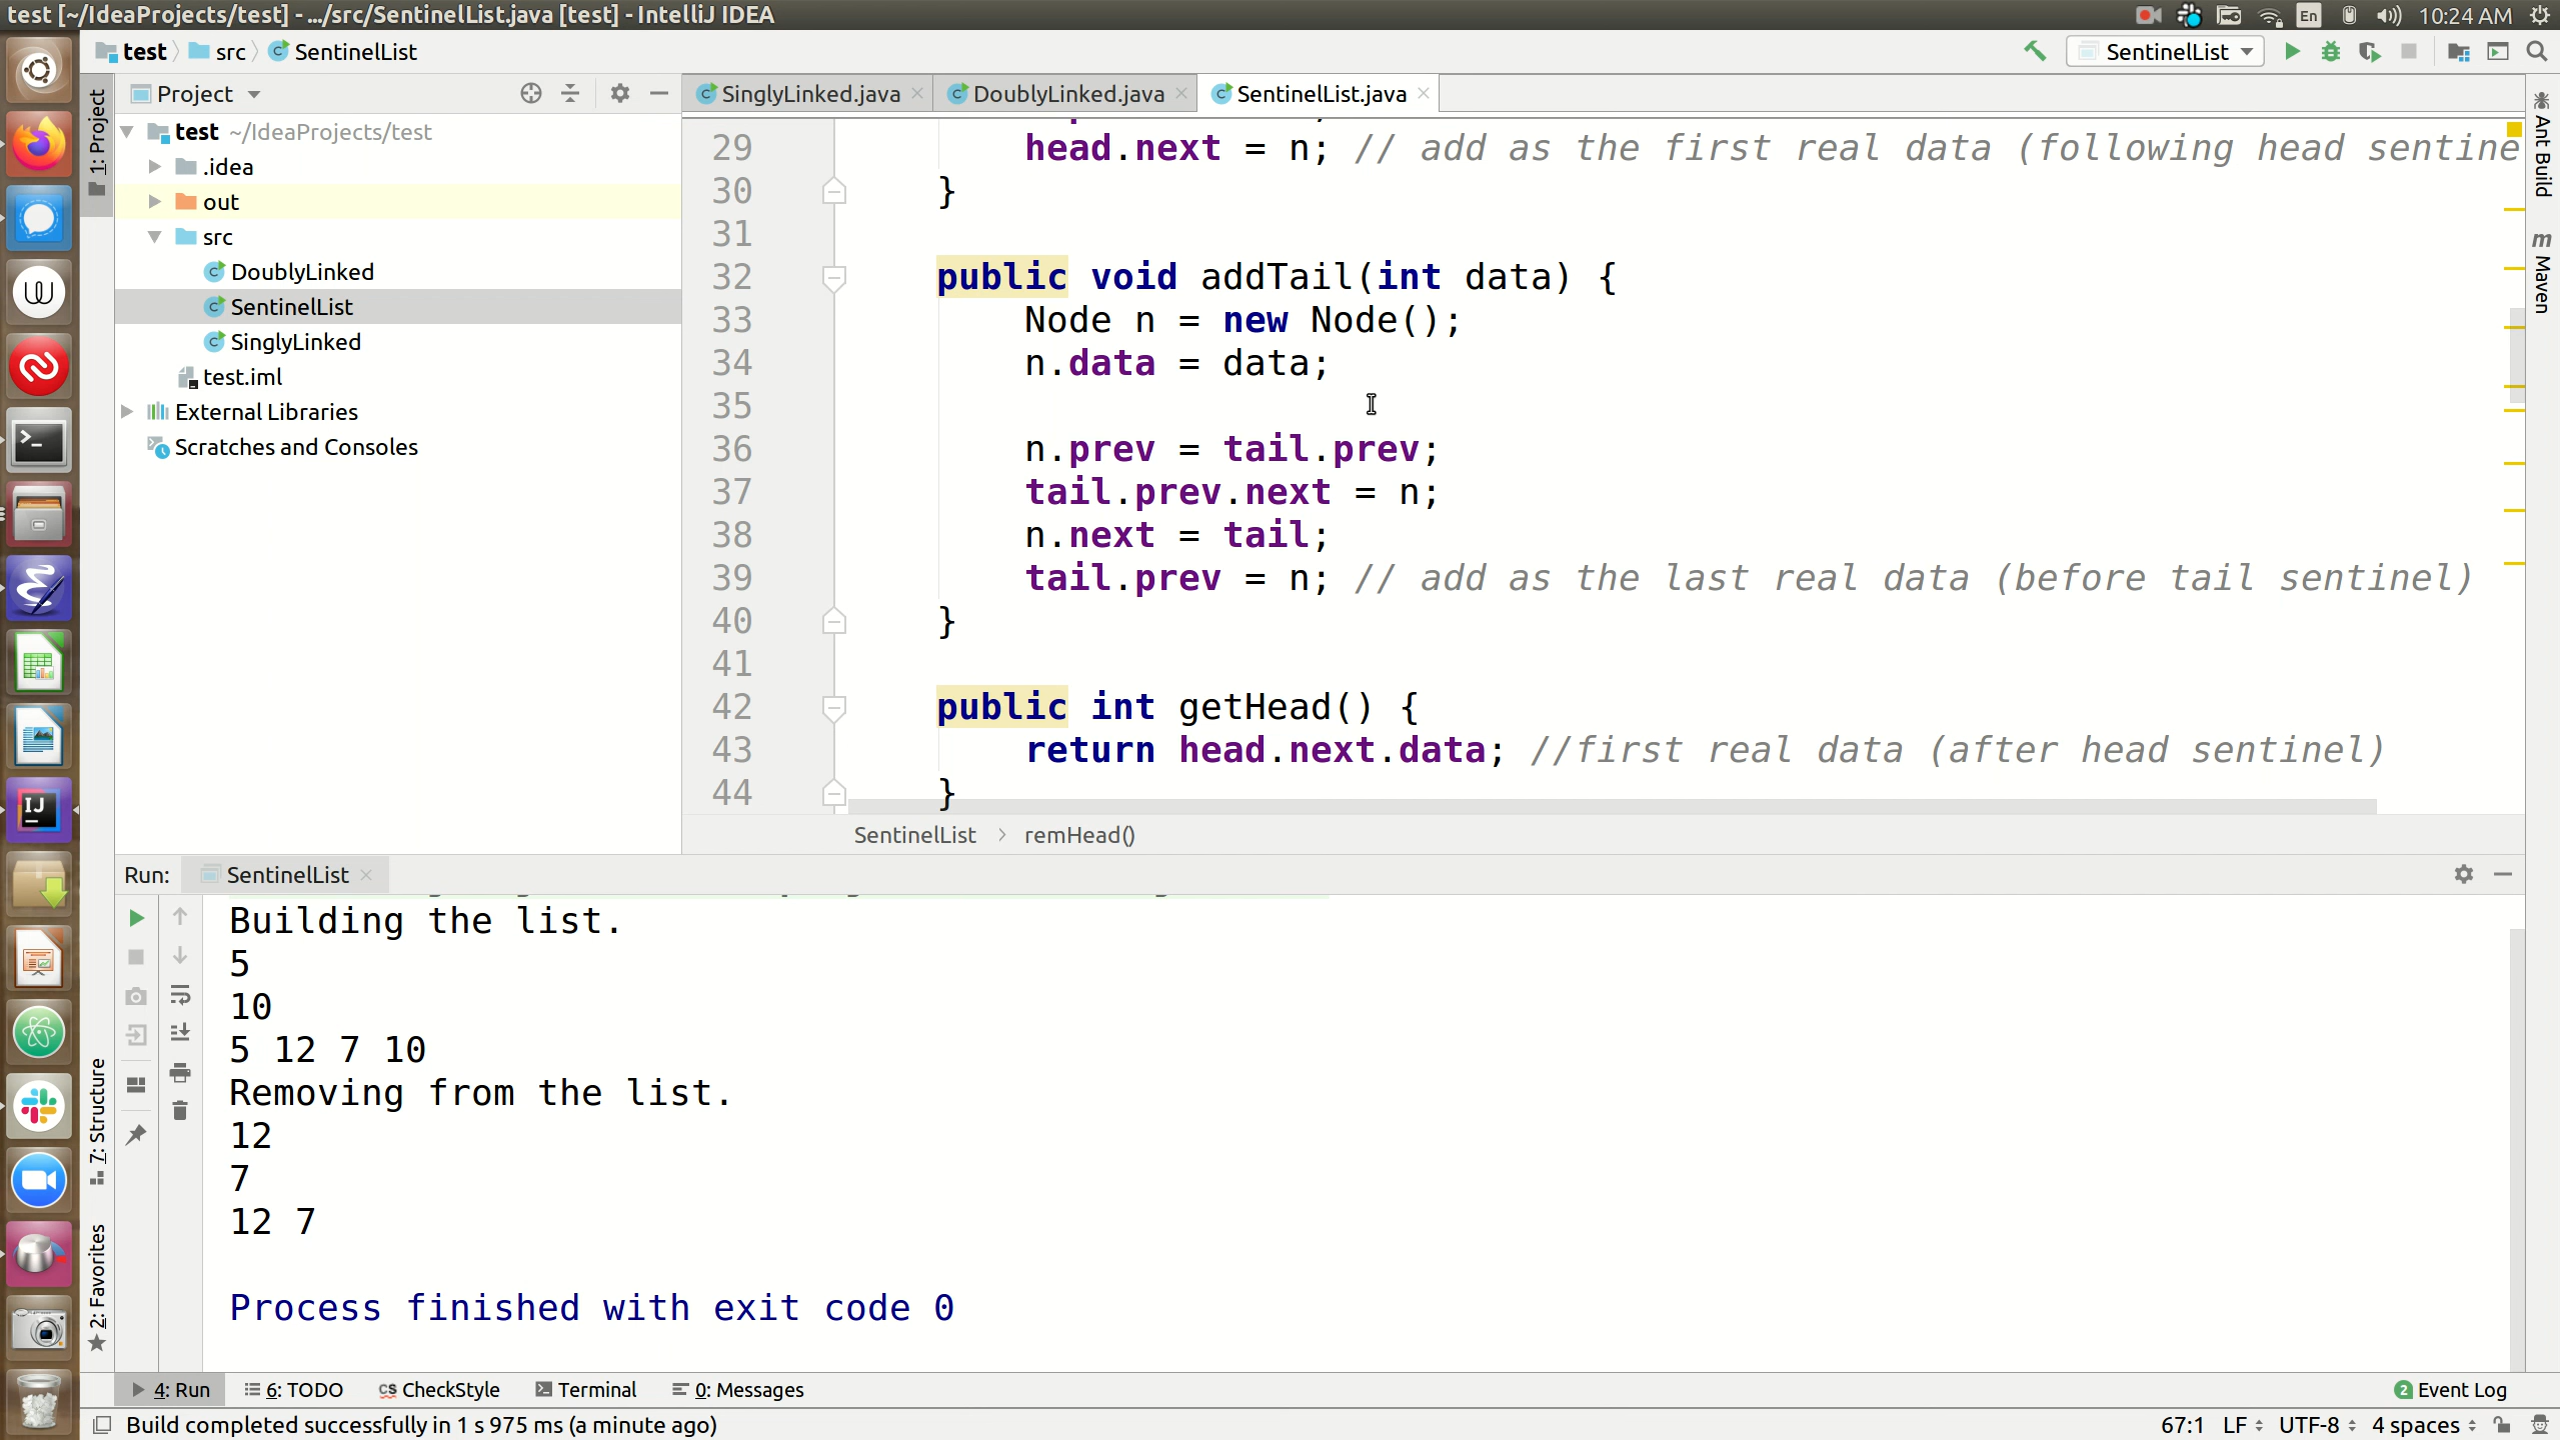 test [~/IdeaProjects/test] - .../src/SentinelList.java [test] - IntelliJ IDEA
En
10:24 AM
test
src
SentinelList
SentinelList
1: Project
Project
SinglyLinked.java
DoublyLinked.java
SentinelList.java
test ~/IdeaProjects/test
.idea
out
src
DoublyLinked
SentinelList
SinglyLinked
test.iml
External Libraries
Scratches and Consoles
29 head.next = n; // add as the first real data (following head sentine
30 }
31
32 public void addTail(int data) {
33 Node n = new Node();
34 n.data = data;
35
36 n.prev = tail.prev;
37 tail.prev.next = n;
38 n.next = tail;
39 tail.prev = n; // add as the last real data (before tail sentinel)
40 }
41
42 public int getHead() {
43 return head.next.data; //first real data (after head sentinel)
44 }
SentinelList > remHead()
Ant Build
m Maven
Run: SentinelList
Building the list.
5
10
5 12 7 10
Removing from the list.
12
7
12 7
Process finished with exit code 0
7: Structure
2: Favorites
IJ
4: Run
6: TODO
CS CheckStyle
Terminal
0: Messages
2 Event Log
Build completed successfully in 1 s 975 ms (a minute ago)
67:1 LF UTF-8 4 spaces